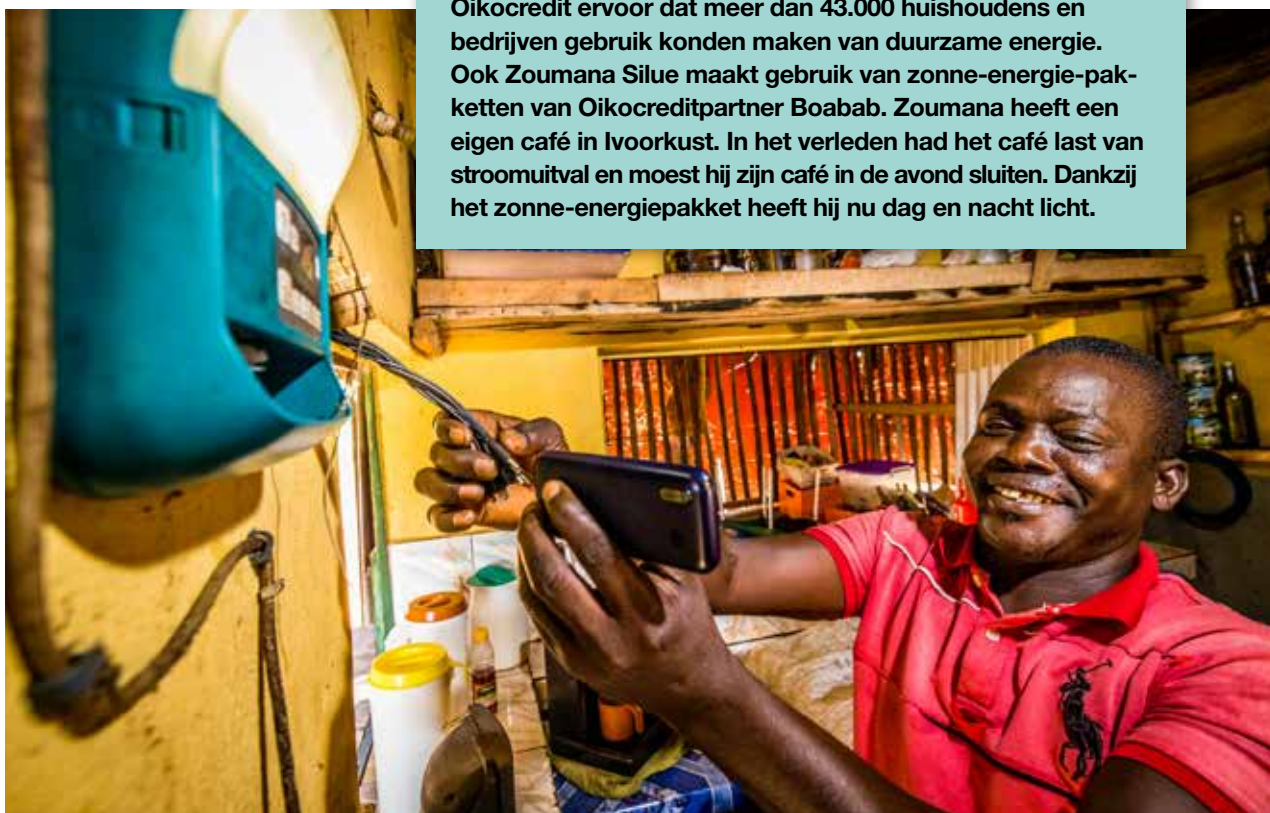 Oikocredit ervoor dat meer dan 43.000 huishoudens en
bedrijven gebruik konden maken van duurzame energie.
Ook Zoumana Silue maakt gebruik van zonne-energie-pak-
ketten van Oikocreditpartner Boabab. Zoumana heeft een
eigen café in Ivoorkust. In het verleden had het café last van
stroomuitval en moest hij zijn café in de avond sluiten. Dankzij
het zonne-energiepakket heeft hij nu dag en nacht licht.